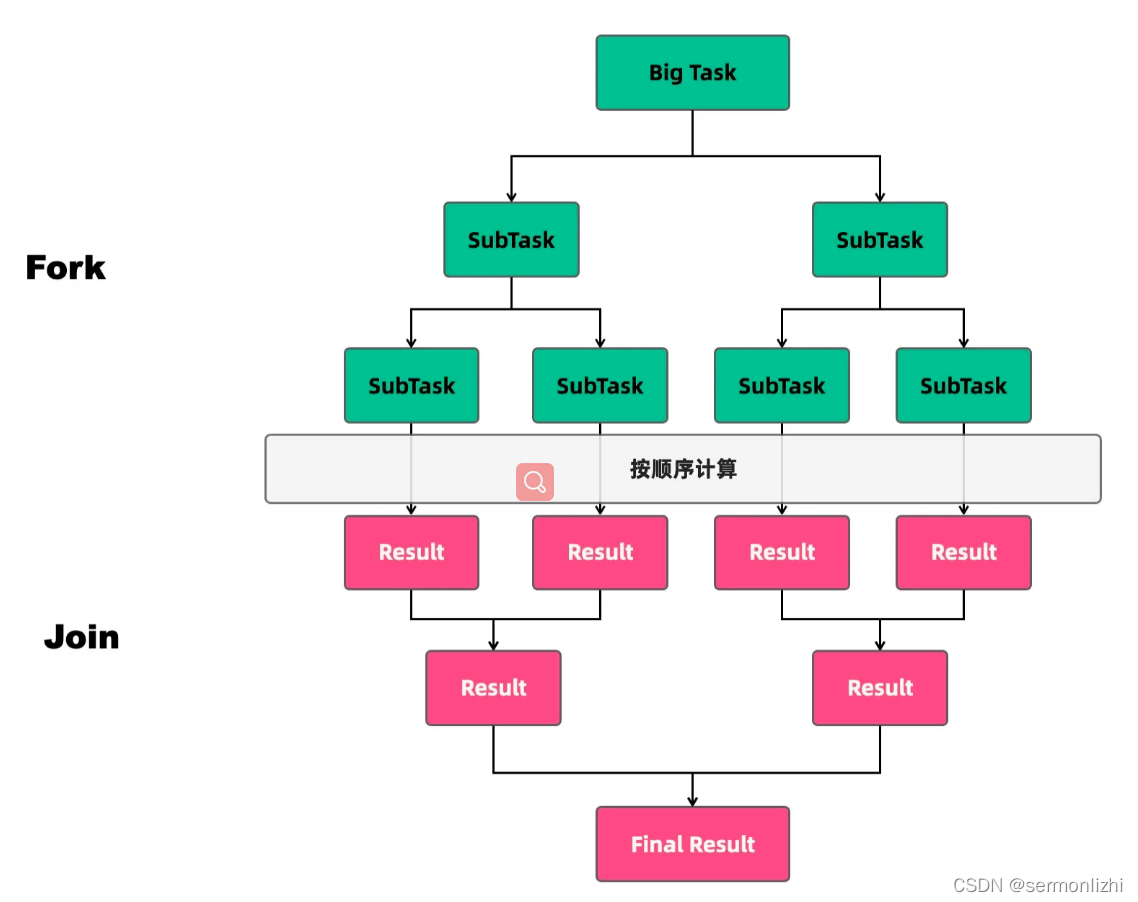 Big Task
SubTask
SubTask
Fork
SubTask
SubTask
SubTask
SubTask
按顺序计算
Result
Result
Result
Result
Join
Result
Result
Final Result
CSDN @sermonlizhi